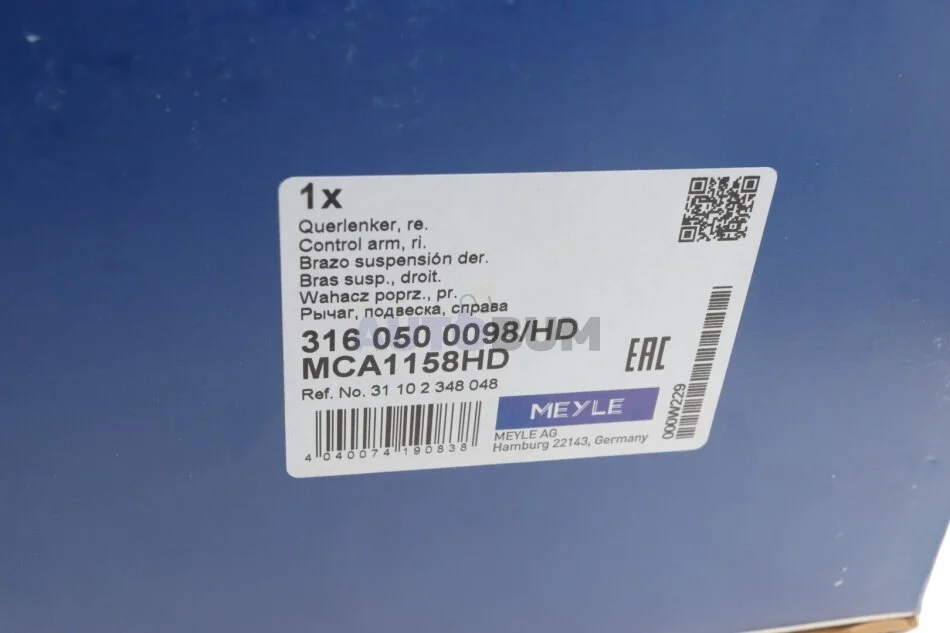 1x
Querlenker, re.
Control arm, ri.
Brazo suspensión der.
Bras susp., droit.
Wahacz poprz., pr.
Рычаг, подвеска, справа
AUTOBUM
316 050 0098/HD
MCA1158HD
EAC
Ref. No. 31 10 2 348 048
MEYLE
MEYLE AG
Hamburg 22143, Germany
4 040074 190838
000W229